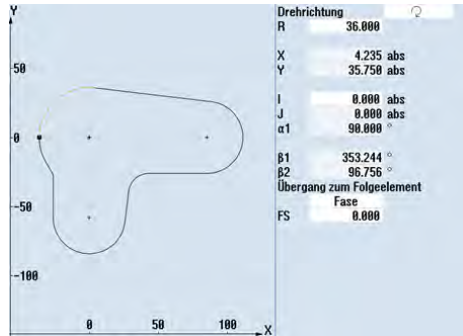 Y
50
0
-50
-100
0 50 100 X
Drehrichtung
R 36.000
X 4.235 abs
Y 35.750 abs
I 0.000 abs
J 0.000 abs
α1 90.000 °
β1 353.244 °
β2 96.756 °
Übergang zum Folgeelement
Fase
FS 0.000